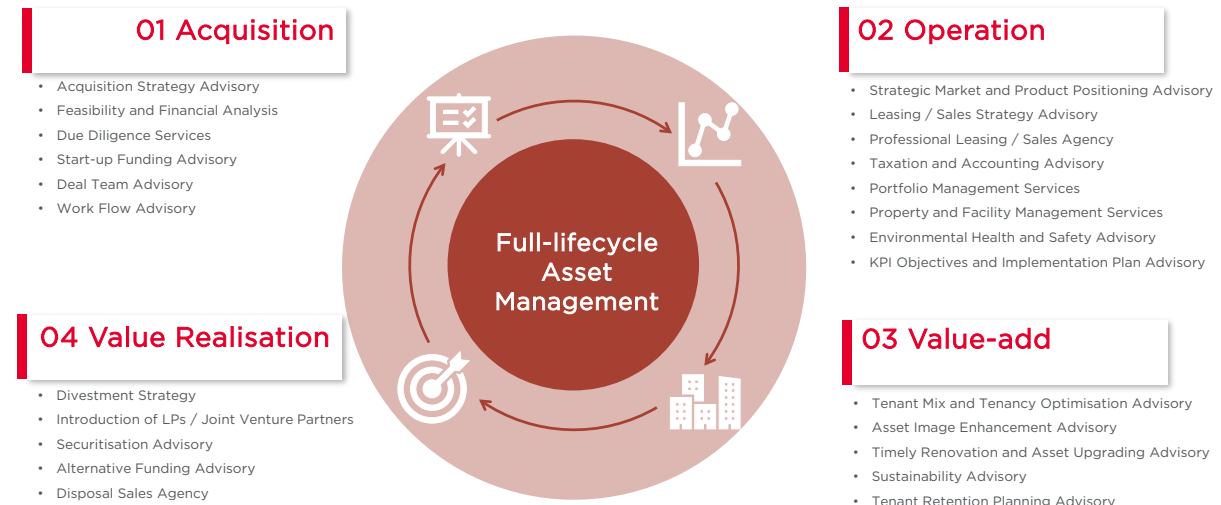 01 Acquisition
• Acquisition Strategy Advisory
• Feasibility and Financial Analysis
• Due Diligence Services
• Start-up Funding Advisory
• Deal Team Advisory
• Work Flow Advisory
02 Operation
• Strategic Market and Product Positioning Advisory
• Leasing / Sales Strategy Advisory
• Professional Leasing / Sales Agency
• Taxation and Accounting Advisory
• Portfolio Management Services
• Property and Facility Management Services
• Environmental Health and Safety Advisory
• KPI Objectives and Implementation Plan Advisory
Full-lifecycle
Asset
Management
04 Value Realisation
• Divestment Strategy
• Introduction of LPs / Joint Venture Partners
• Securitisation Advisory
• Alternative Funding Advisory
• Disposal Sales Agency
03 Value-add
• Tenant Mix and Tenancy Optimisation Advisory
• Asset Image Enhancement Advisory
• Timely Renovation and Asset Upgrading Advisory
• Sustainability Advisory
• Tenant Retention Planning Advisory